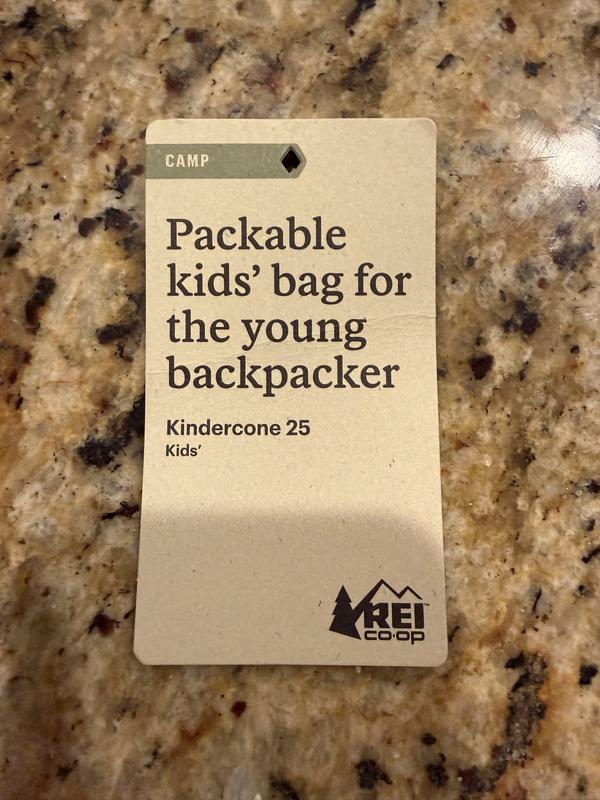 CAMP
Packable
kids’ bag for
the young
backpacker
Kindercone 25
Kids’
REI
co·op